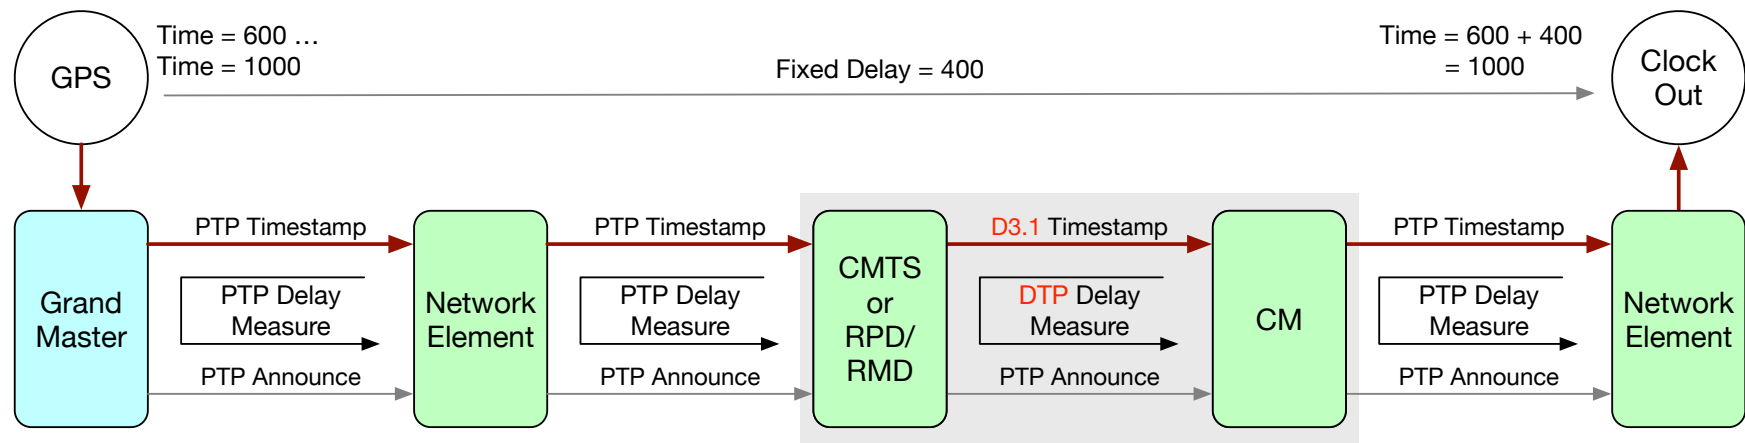 GPS
Time = 600 …
Time = 1000
Fixed Delay = 400
Time = 600 + 400
= 1000
Clock
Out
Grand
Master
PTP Timestamp
PTP Delay
Measure
PTP Announce
Network
Element
PTP Timestamp
PTP Delay
Measure
PTP Announce
CMTS
or
RPD/
RMD
D3.1 Timestamp
DTP Delay
Measure
PTP Announce
CM
PTP Timestamp
PTP Delay
Measure
PTP Announce
Network
Element